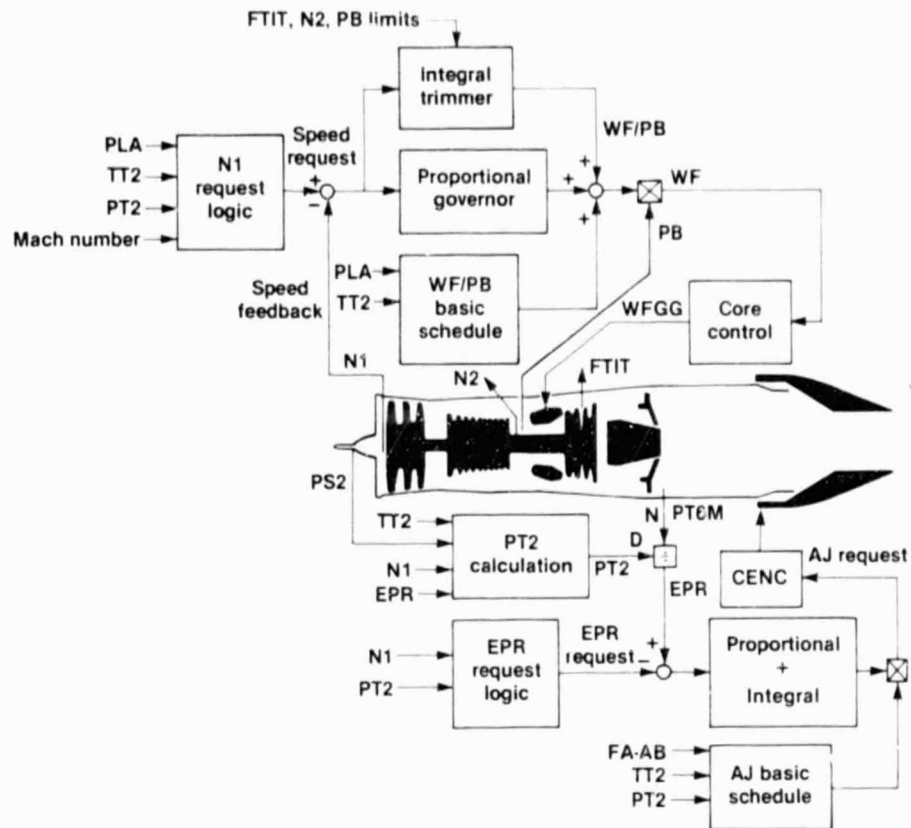 FTIT, N2, PB limits
Integral
trimmer
WF/PB
PLA
TT2
PT2
Mach number
N1
request
logic
Speed
request
+
−
Proportional
governor
+
+
+
WF
PB
Speed
feedback
PLA
TT2
WF/PB
basic
schedule
WFGG
Core
control
N1
N2
FTIT
PS2
TT2
N1
EPR
PT2
calculation
PT2
N
D
PT6M
÷
EPR
AJ request
CENC
N1
PT2
EPR
request
logic
EPR
request
−
+
Proportional
+
Integral
FA-AB
TT2
PT2
AJ basic
schedule